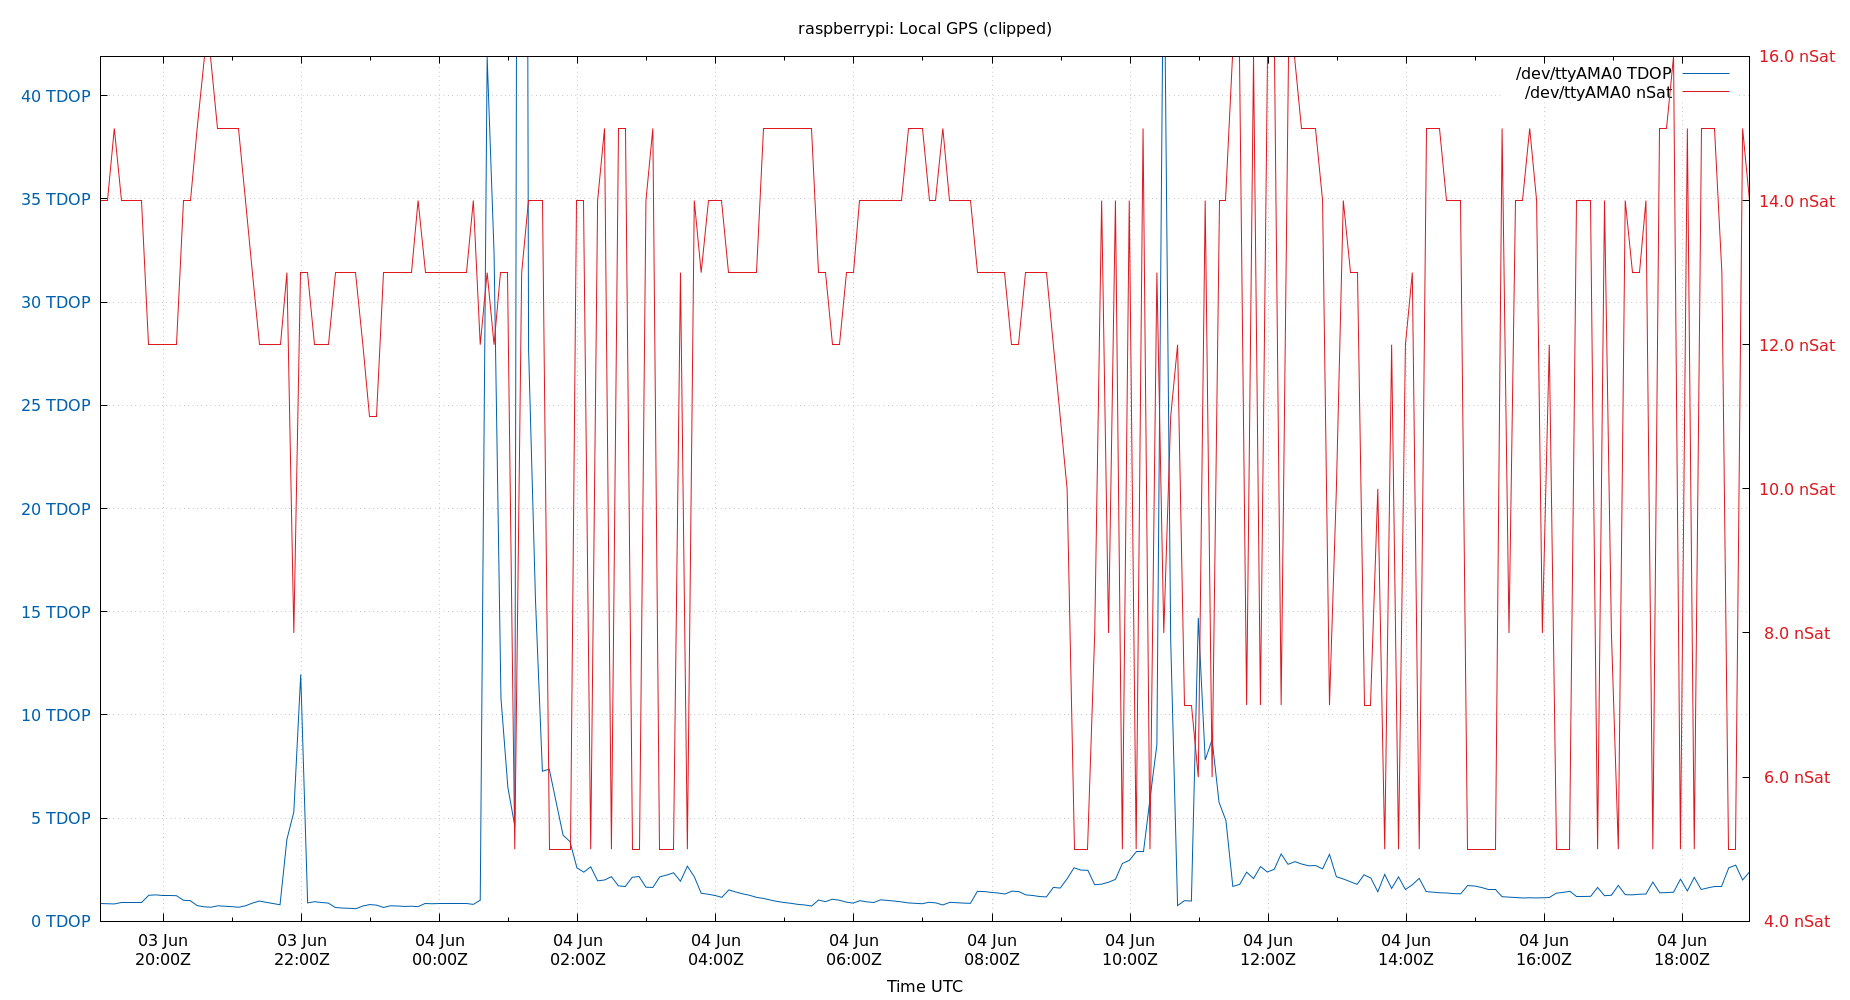 raspberrypi: Local GPS (clipped)
/dev/ttyAMA0 TDOP
/dev/ttyAMA0 nSat
40 TDOP
35 TDOP
30 TDOP
25 TDOP
20 TDOP
15 TDOP
10 TDOP
5 TDOP
0 TDOP
16.0 nSat
14.0 nSat
12.0 nSat
10.0 nSat
8.0 nSat
6.0 nSat
4.0 nSat
03 Jun
20:00Z
03 Jun
22:00Z
04 Jun
00:00Z
04 Jun
02:00Z
04 Jun
04:00Z
04 Jun
06:00Z
04 Jun
08:00Z
04 Jun
10:00Z
04 Jun
12:00Z
04 Jun
14:00Z
04 Jun
16:00Z
04 Jun
18:00Z
Time UTC